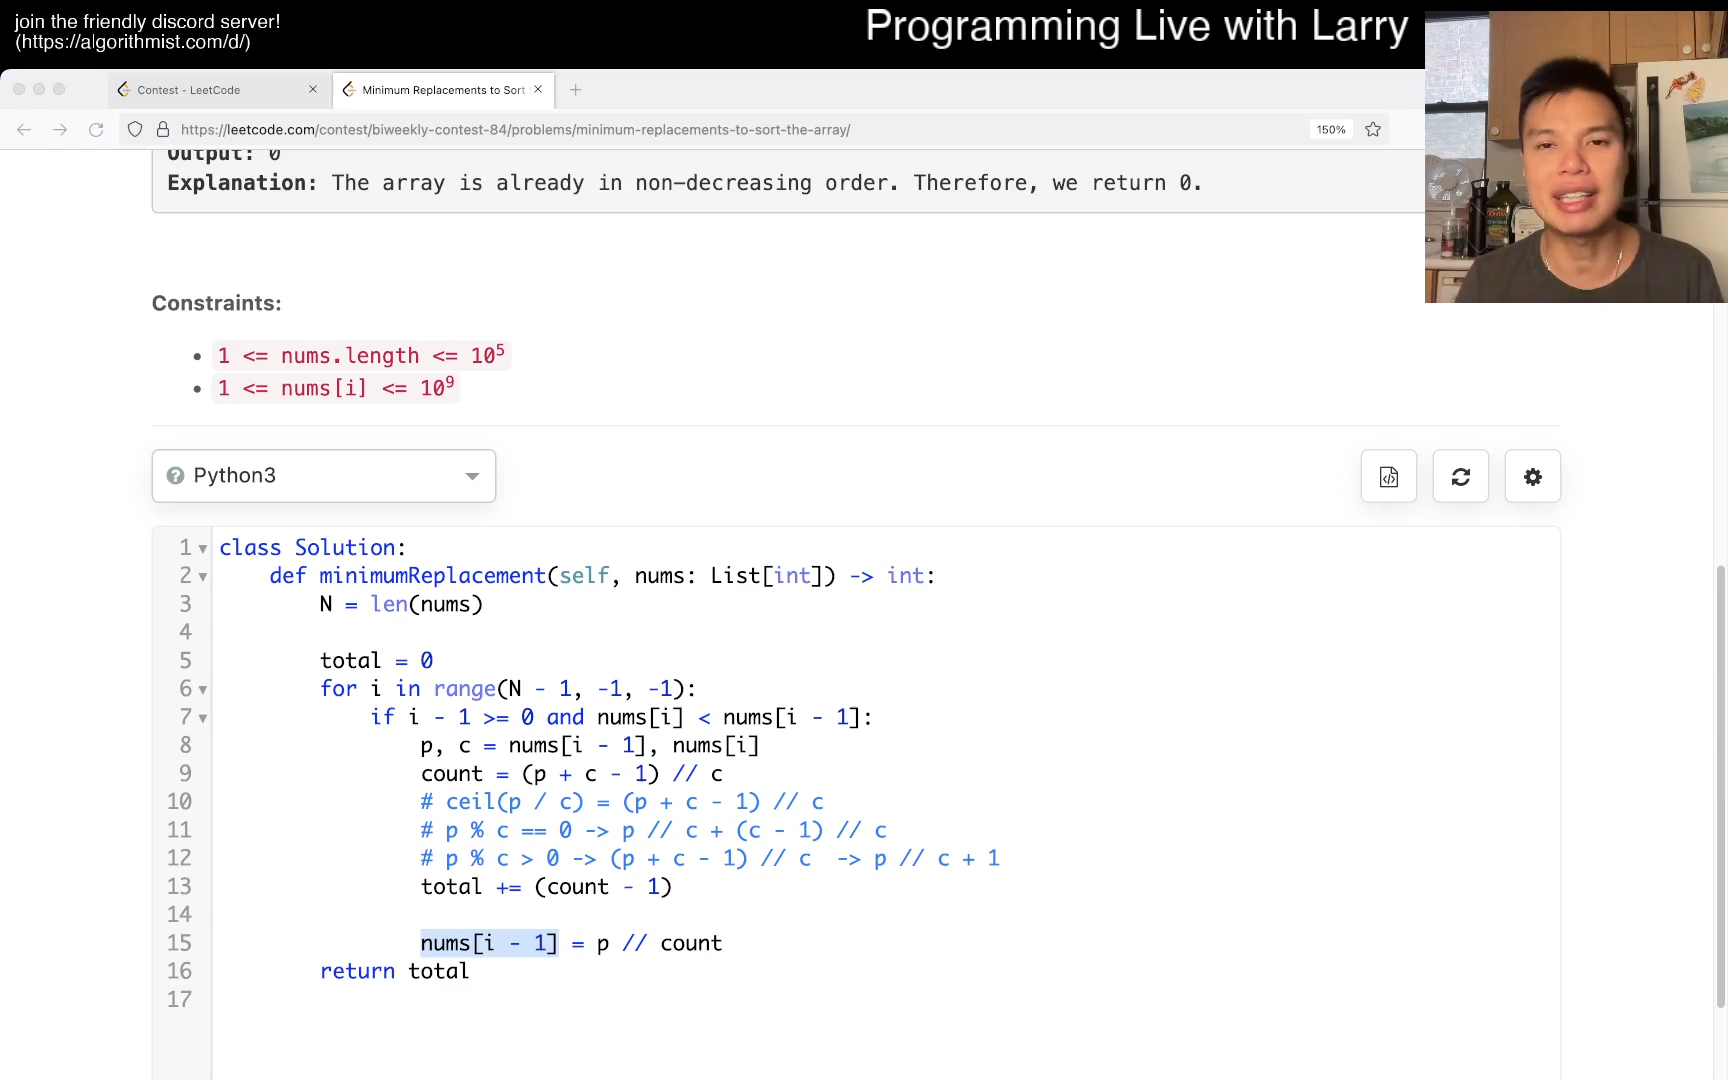 join the friendly discord server!
(https://algorithmist.com/d/)
Programming Live with Larry
Contest - LeetCode
Minimum Replacements to Sort
https://leetcode.com/contest/biweekly-contest-84/problems/minimum-replacements-to-sort-the-array/
150%
Output: 0
Explanation: The array is already in non-decreasing order. Therefore, we return 0.
Constraints:
• 1 <= nums.length <= 10⁵
• 1 <= nums[i] <= 10⁹
Python3
1 class Solution:
2     def minimumReplacement(self, nums: List[int]) -> int:
3         N = len(nums)
4
5         total = 0
6         for i in range(N - 1, -1, -1):
7             if i - 1 >= 0 and nums[i] < nums[i - 1]:
8                 p, c = nums[i - 1], nums[i]
9                 count = (p + c - 1) // c
10                 # ceil(p / c) = (p + c - 1) // c
11                 # p % c == 0 -> p // c + (c - 1) // c
12                 # p % c > 0 -> (p + c - 1) // c  -> p // c + 1
13                 total += (count - 1)
14
15                 nums[i - 1] = p // count
16         return total
17